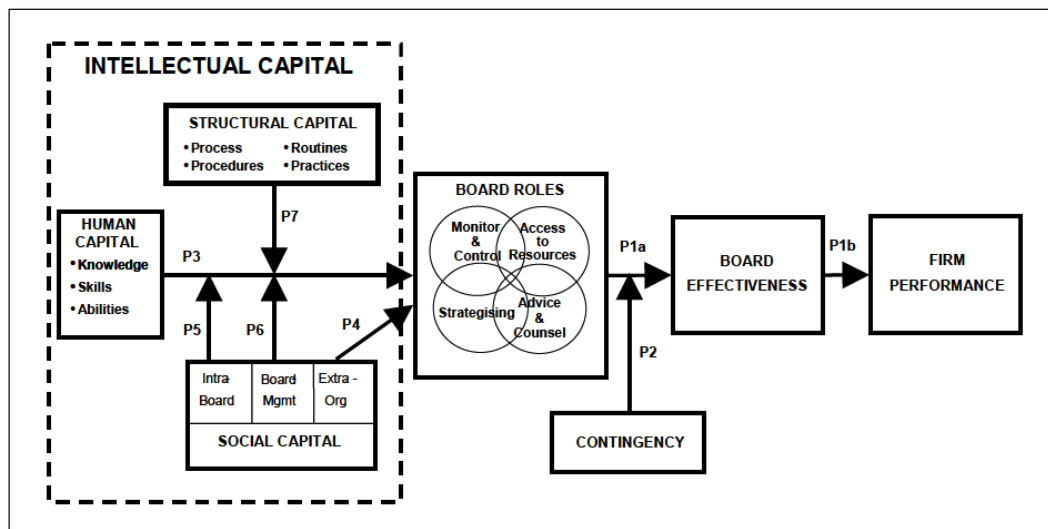 INTELLECTUAL CAPITAL
STRUCTURAL CAPITAL
• Process • Routines
• Procedures • Practices
P7
HUMAN
CAPITAL
• Knowledge
• Skills
• Abilities
P3
P5
P6
P4
Intra
Board
Board
Mgmt
Extra -
Org
SOCIAL CAPITAL
BOARD ROLES
Monitor
&
Control
Access
to
Resources
Strategising
Advice
&
Counsel
P1a
P2
CONTINGENCY
BOARD
EFFECTIVENESS
P1b
FIRM
PERFORMANCE